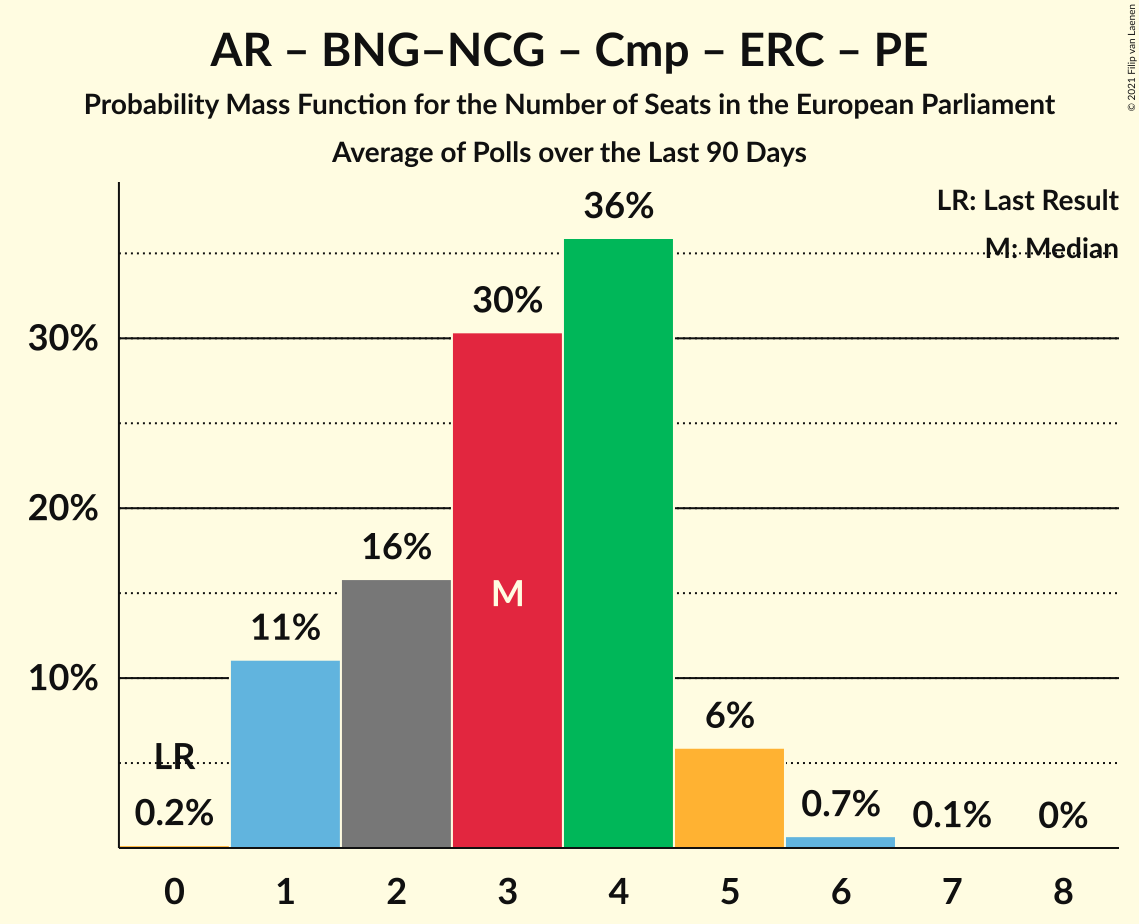 AR – BNG–NCG – Cmp – ERC – PE
Probability Mass Function for the Number of Seats in the European Parliament
Average of Polls over the Last 90 Days
© 2021 Filip van Laenen
LR: Last Result
M: Median
36%
30%
30%
20%
16%
M
11%
10%
6%
LR
0.2%
0.7%
0.1%
0%
0 1 2 3 4 5 6 7 8